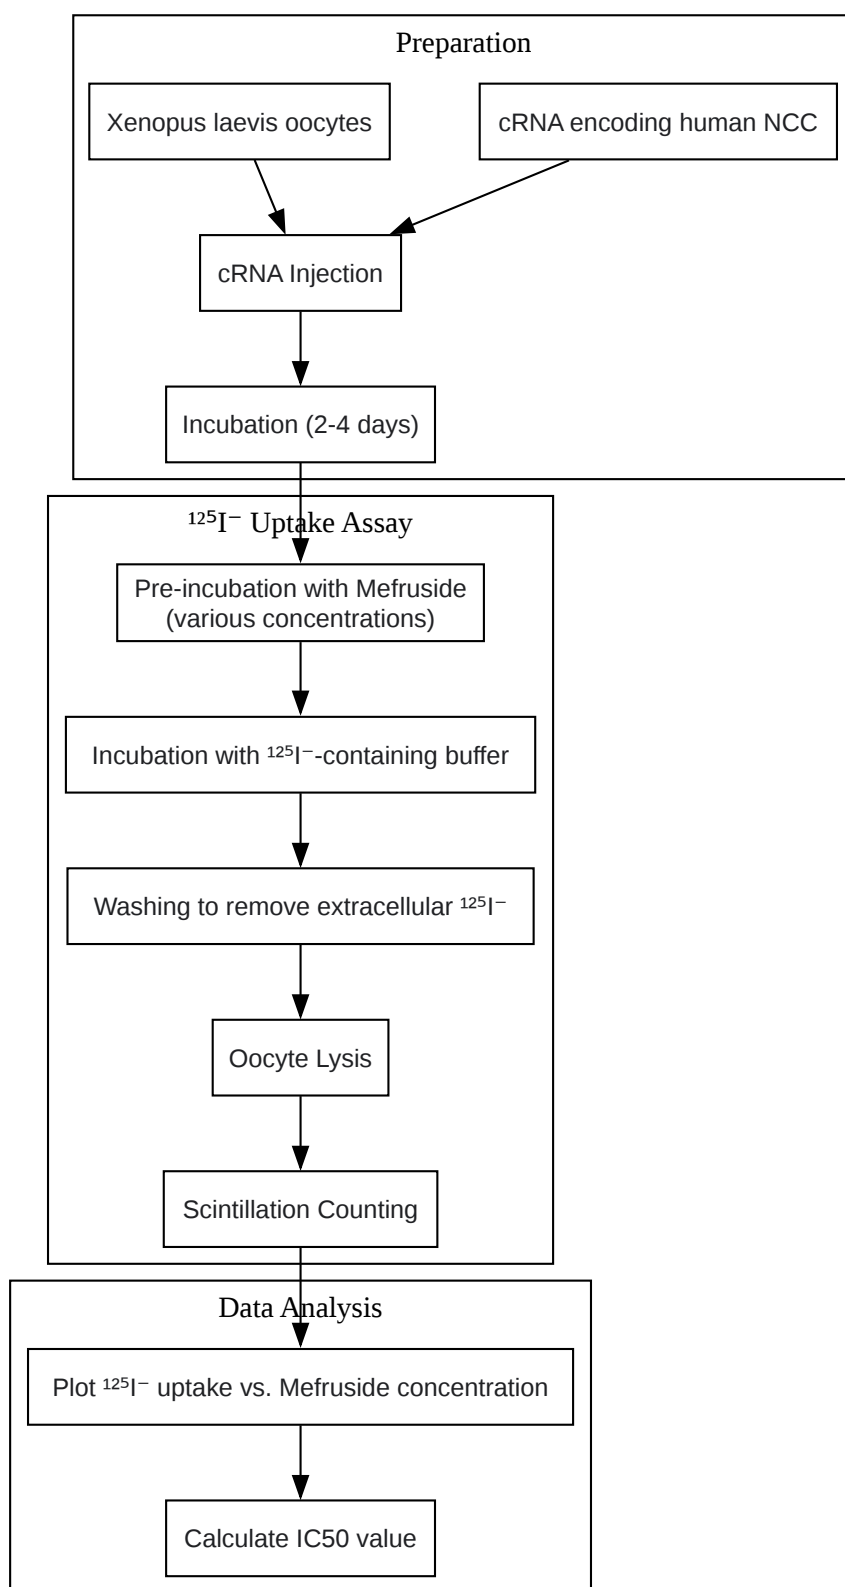 Preparation
Xenopus laevis oocytes
cRNA encoding human NCC
cRNA Injection
Incubation (2-4 days)
¹²⁵I⁻ Uptake Assay
Pre-incubation with Mefruside
(various concentrations)
Incubation with ¹²⁵I⁻-containing buffer
Washing to remove extracellular ¹²⁵I⁻
Oocyte Lysis
Scintillation Counting
Data Analysis
Plot ¹²⁵I⁻ uptake vs. Mefruside concentration
Calculate IC50 value